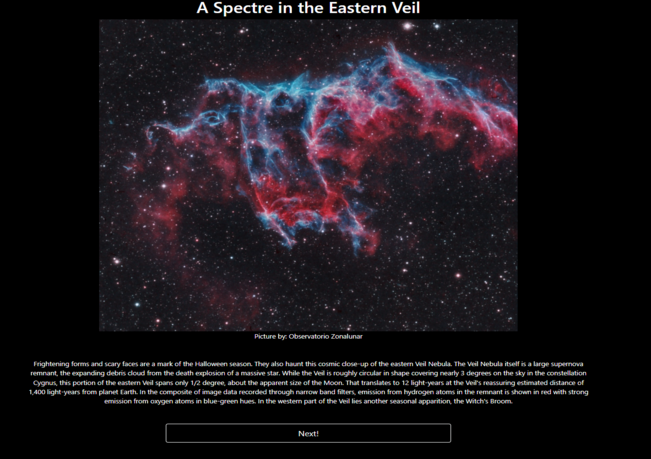 A Spectre in the Eastern Veil
Picture by: Observatorio Zonalunar
Frightening forms and scary faces are a mark of the Halloween season. They also haunt this cosmic close-up of the eastern Veil Nebula. The Veil Nebula itself is a large supernova
remnant, the expanding debris cloud from the death explosion of a massive star. While the Veil is roughly circular in shape covering nearly 3 degrees on the sky in the constellation
Cygnus, this portion of the eastern Veil spans only 1/2 degree, about the apparent size of the Moon. That translates to 12 light-years at the Veil's reassuring estimated distance of
1,400 light-years from planet Earth. In the composite of image data recorded through narrow band filters, emission from hydrogen atoms in the remnant is shown in red with strong
emission from oxygen atoms in blue-green hues. In the western part of the Veil lies another seasonal apparition, the Witch's Broom.
Next!